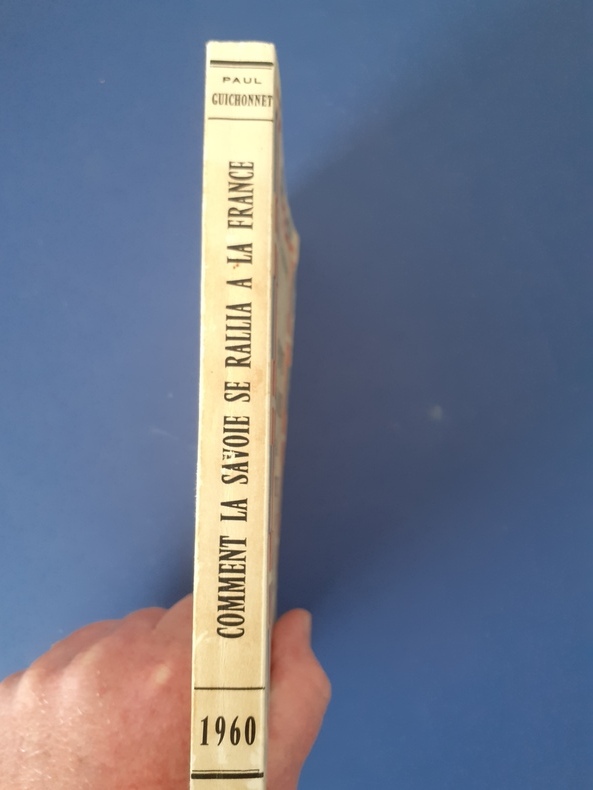 PAUL
GUICHONNET
COMMENT LA SAVOIE SE RALLIA A LA FRANCE
1960